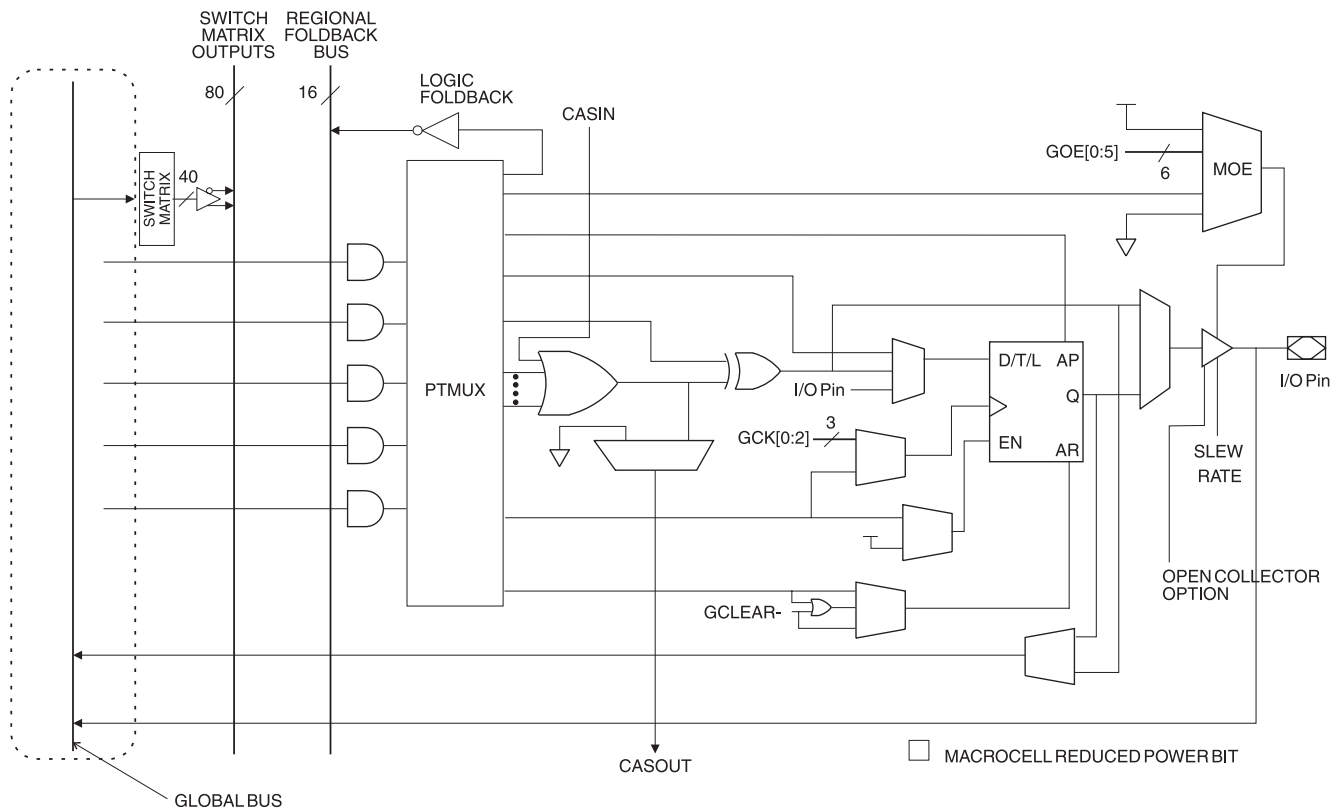 SWITCH
MATRIX
OUTPUTS
REGIONAL
FOLDBACK
BUS
80
16
LOGIC
FOLDBACK
CASIN
GOE[0:5]
6
MOE
SWITCH
MATRIX
40
PTMUX
D/T/L
AP
Q
EN
AR
I/O Pin
I/O Pin
GCK[0:2]
3
SLEW
RATE
OPEN COLLECTOR
OPTION
GCLEAR-
CASOUT
MACROCELL REDUCED POWER BIT
GLOBAL BUS